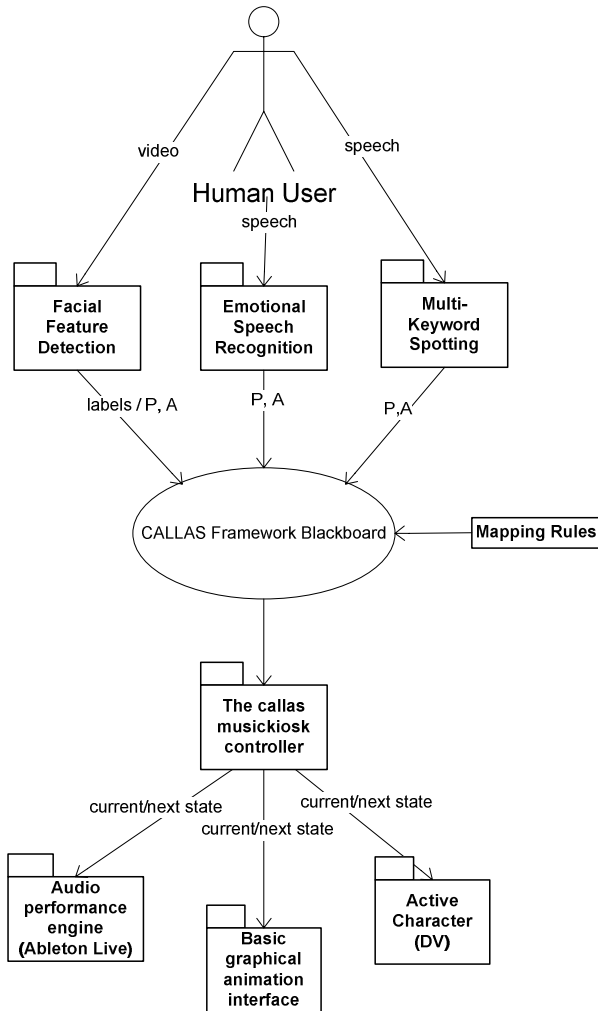 video
speech
Human User
speech
Facial
Feature
Detection
Emotional
Speech
Recognition
Multi-
Keyword
Spotting
labels / P, A
P, A
P,A
CALLAS Framework Blackboard
Mapping Rules
The callas
musickiosk
controller
current/next state
current/next state
current/next state
Audio
performance
engine
(Ableton Live)
Basic
graphical
animation
interface
Active
Character
(DV)